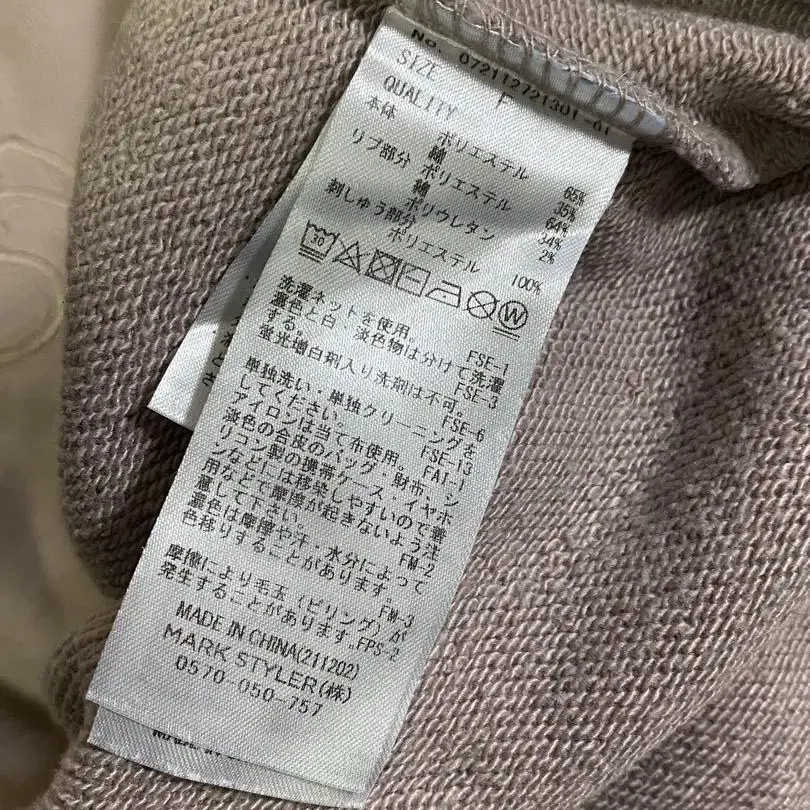 No. 072112721301-01
SIZE F
QUALITY
本体 ポリエステル 65%
綿 35%
リブ部分 ポリエステル 64%
綿 34%
ポリウレタン 2%
刺しゅう部分
ポリエステル 100%
30
W
洗濯ネットを使用。 FSE-1
濃色と白・淡色物は分けて洗濯
する。 FSE-3
蛍光増白剤入り洗剤は不可。
FSE-6
単独洗い・単独クリーニングを
してください。 FSE-13
アイロンは当て布使用。 FAI-1
淡色の合皮のバッグ・財布、シ
リコン製の携帯ケース・イヤホ
ンなどには移染しやすいので着
用などで摩擦が起きないよう注
意して下さい。 FW-2
濃色は摩擦や汗・水分によって
色移りすることがあります。
FW-3
摩擦により毛玉(ピリング)が
発生することがあります。FPS-2
MADE IN CHINA(211202)
MARK STYLER(株)
0570-050-757